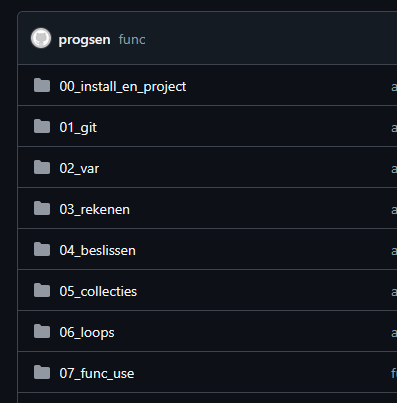 progsen func
00_install_en_project a
01_git a
02_var a
03_rekenen a
04_beslissen a
05_collecties a
06_loops a
07_func_use f